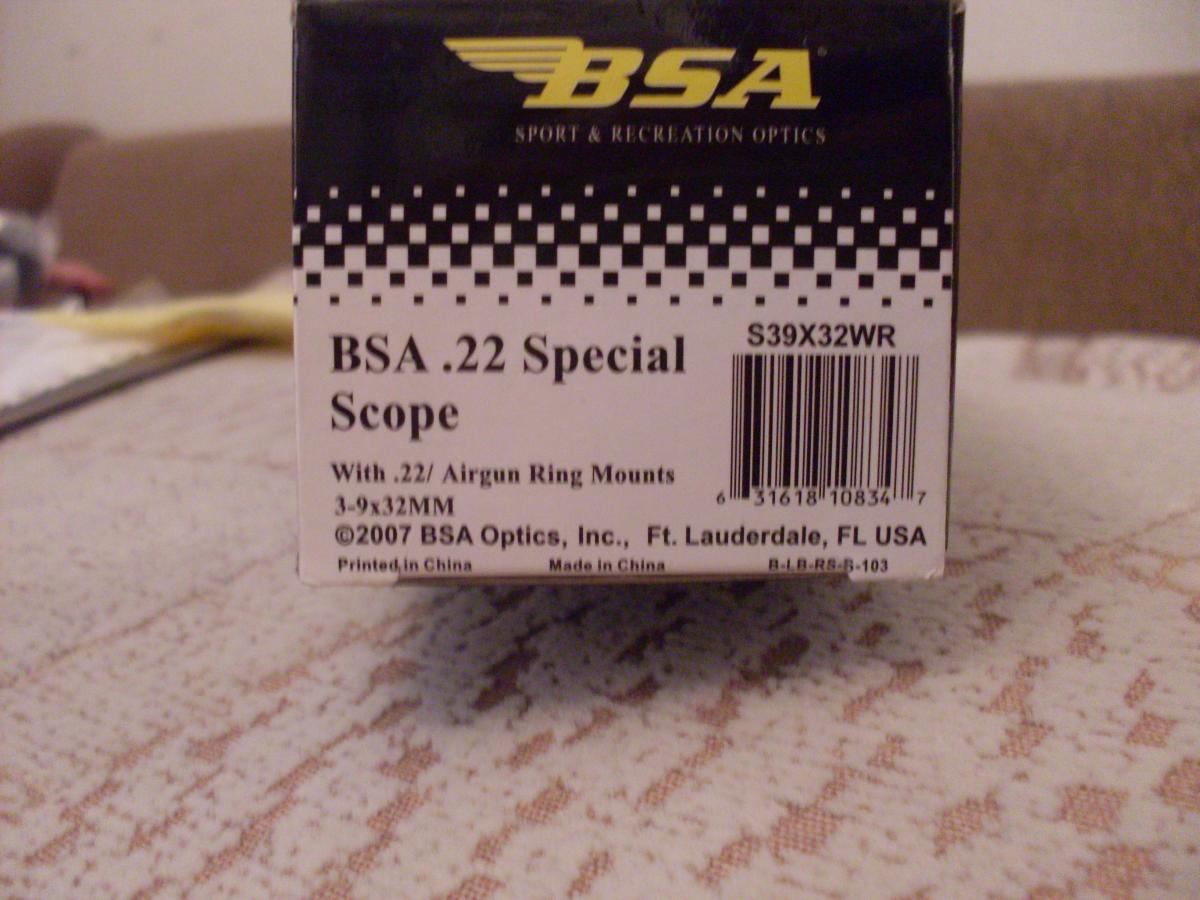 BSA®
SPORT & RECREATION OPTICS
S39X32WR
BSA .22 Special
Scope
With .22/ Airgun Ring Mounts
3-9x32MM
6 31618 10834 7
©2007 BSA Optics, Inc., Ft. Lauderdale, FL USA
Printed in China Made in China B-LB-RS-S-103